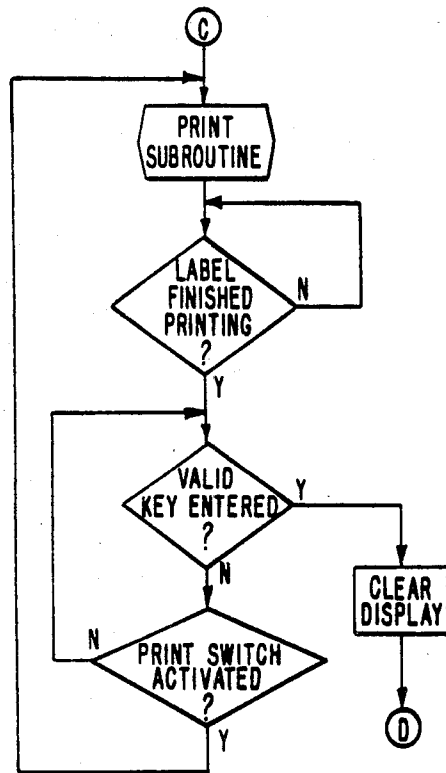 C
PRINT
SUBROUTINE
LABEL
FINISHED
PRINTING
?
N
Y
VALID
KEY ENTERED
?
Y
N
CLEAR
DISPLAY
N
PRINT SWITCH
ACTIVATED
?
Y
D